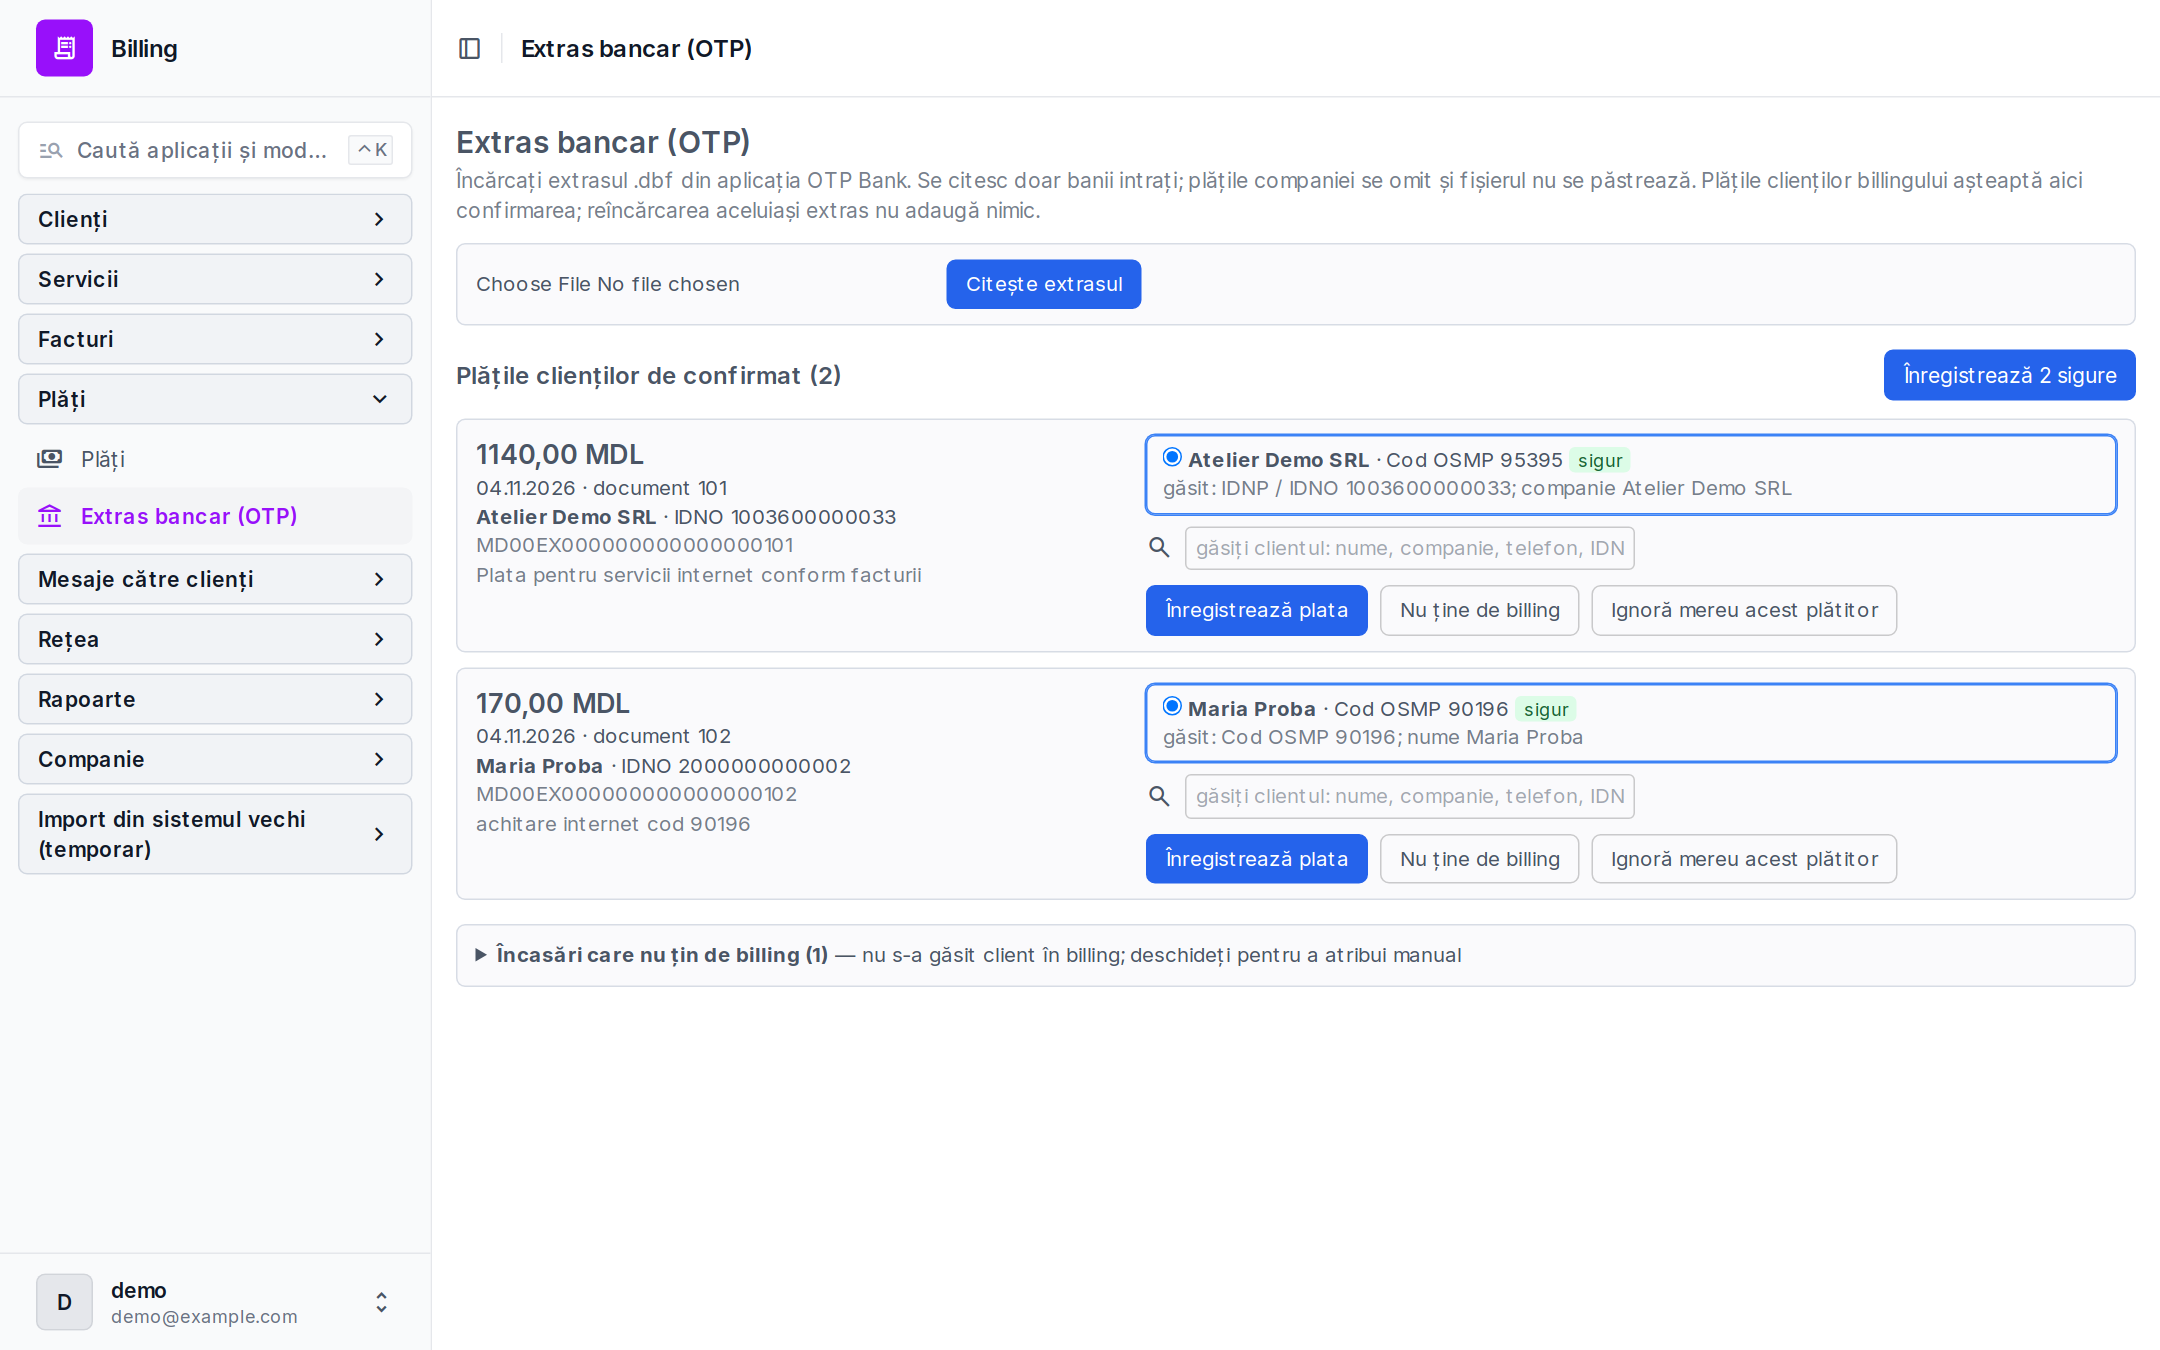 Billing
Extras bancar (OTP)
Caută aplicații și mod...
^K
Clienți
Servicii
Facturi
Plăți
Plăți
Extras bancar (OTP)
Mesaje către clienți
Rețea
Rapoarte
Companie
Import din sistemul vechi
(temporar)
D
demo
demo@example.com
Extras bancar (OTP)
Încărcați extrasul .dbf din aplicația OTP Bank. Se citesc doar banii intrați; plățile companiei se omit și fișierul nu se păstrează. Plățile clienților billingului așteaptă aici
confirmarea; reîncărcarea aceluiași extras nu adaugă nimic.
Choose File No file chosen
Citește extrasul
Plățile clienților de confirmat (2)
Înregistrează 2 sigure
1140,00 MDL
04.11.2026 · document 101
Atelier Demo SRL · IDNO 1003600000033
MD00EX000000000000000101
Plata pentru servicii internet conform facturii
Atelier Demo SRL · Cod OSMP 95395 sigur
găsit: IDNP / IDNO 1003600000033; companie Atelier Demo SRL
găsiți clientul: nume, companie, telefon, IDN
Înregistrează plata
Nu ține de billing
Ignoră mereu acest plătitor
170,00 MDL
04.11.2026 · document 102
Maria Proba · IDNO 2000000000002
MD00EX000000000000000102
achitare internet cod 90196
Maria Proba · Cod OSMP 90196 sigur
găsit: Cod OSMP 90196; nume Maria Proba
găsiți clientul: nume, companie, telefon, IDN
Înregistrează plata
Nu ține de billing
Ignoră mereu acest plătitor
Încasări care nu țin de billing (1) — nu s-a găsit client în billing; deschideți pentru a atribui manual